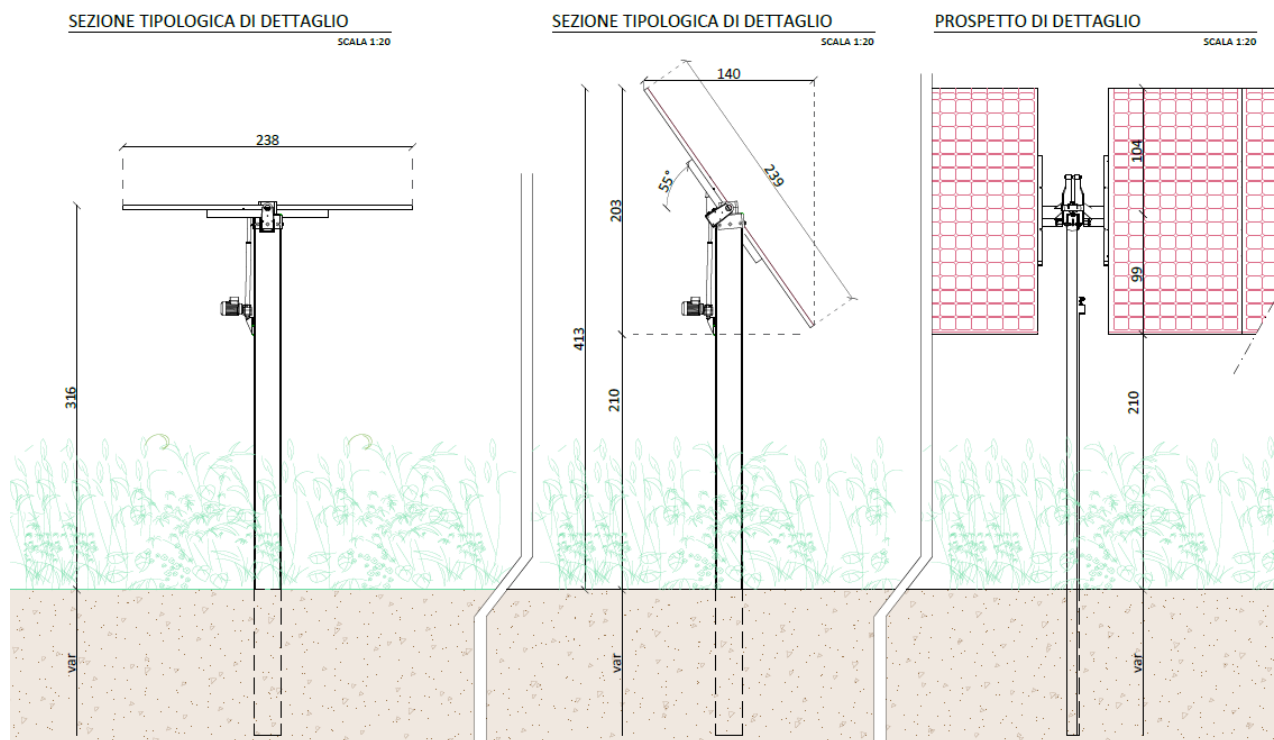 SEZIONE TIPOLOGICA DI DETTAGLIO
SCALA 1:20
238
316
var
SEZIONE TIPOLOGICA DI DETTAGLIO
SCALA 1:20
140
239
55°
203
413
210
var
PROSPETTO DI DETTAGLIO
SCALA 1:20
104
99
210
var